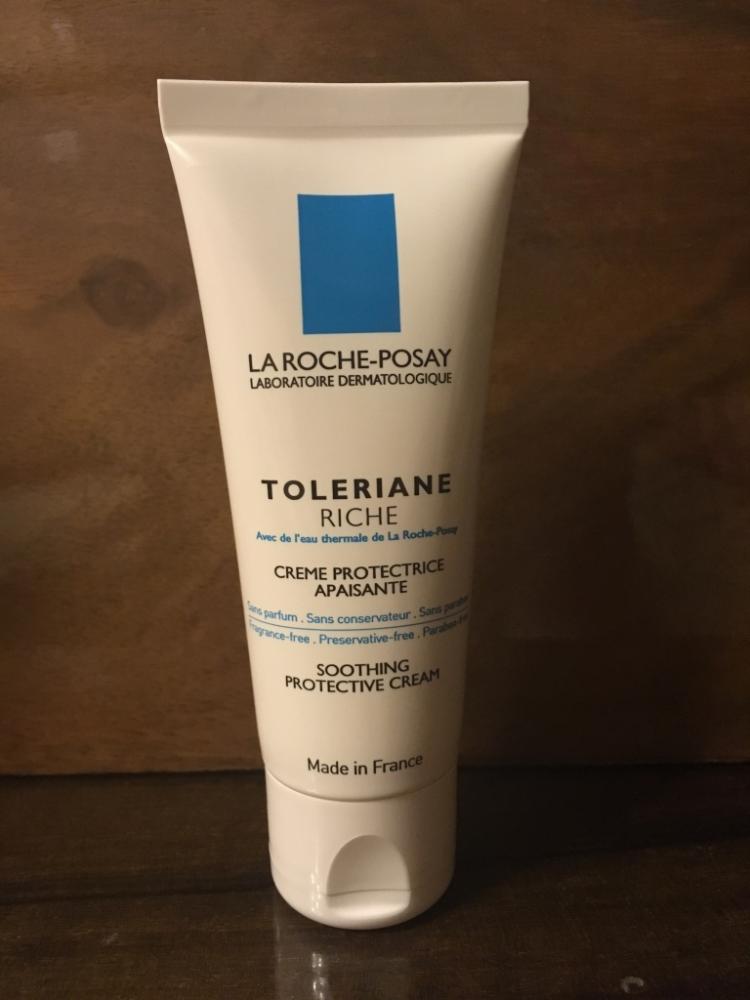 LA ROCHE-POSAY
LABORATOIRE DERMATOLOGIQUE
TOLERIANE
RICHE
Avec de l'eau thermale de La Roche-Posay
CREME PROTECTRICE
APAISANTE
Sans parfum . Sans conservateur . Sans
Fragrance-free . Preservative-free .
SOOTHING
PROTECTIVE CREAM
Made in France